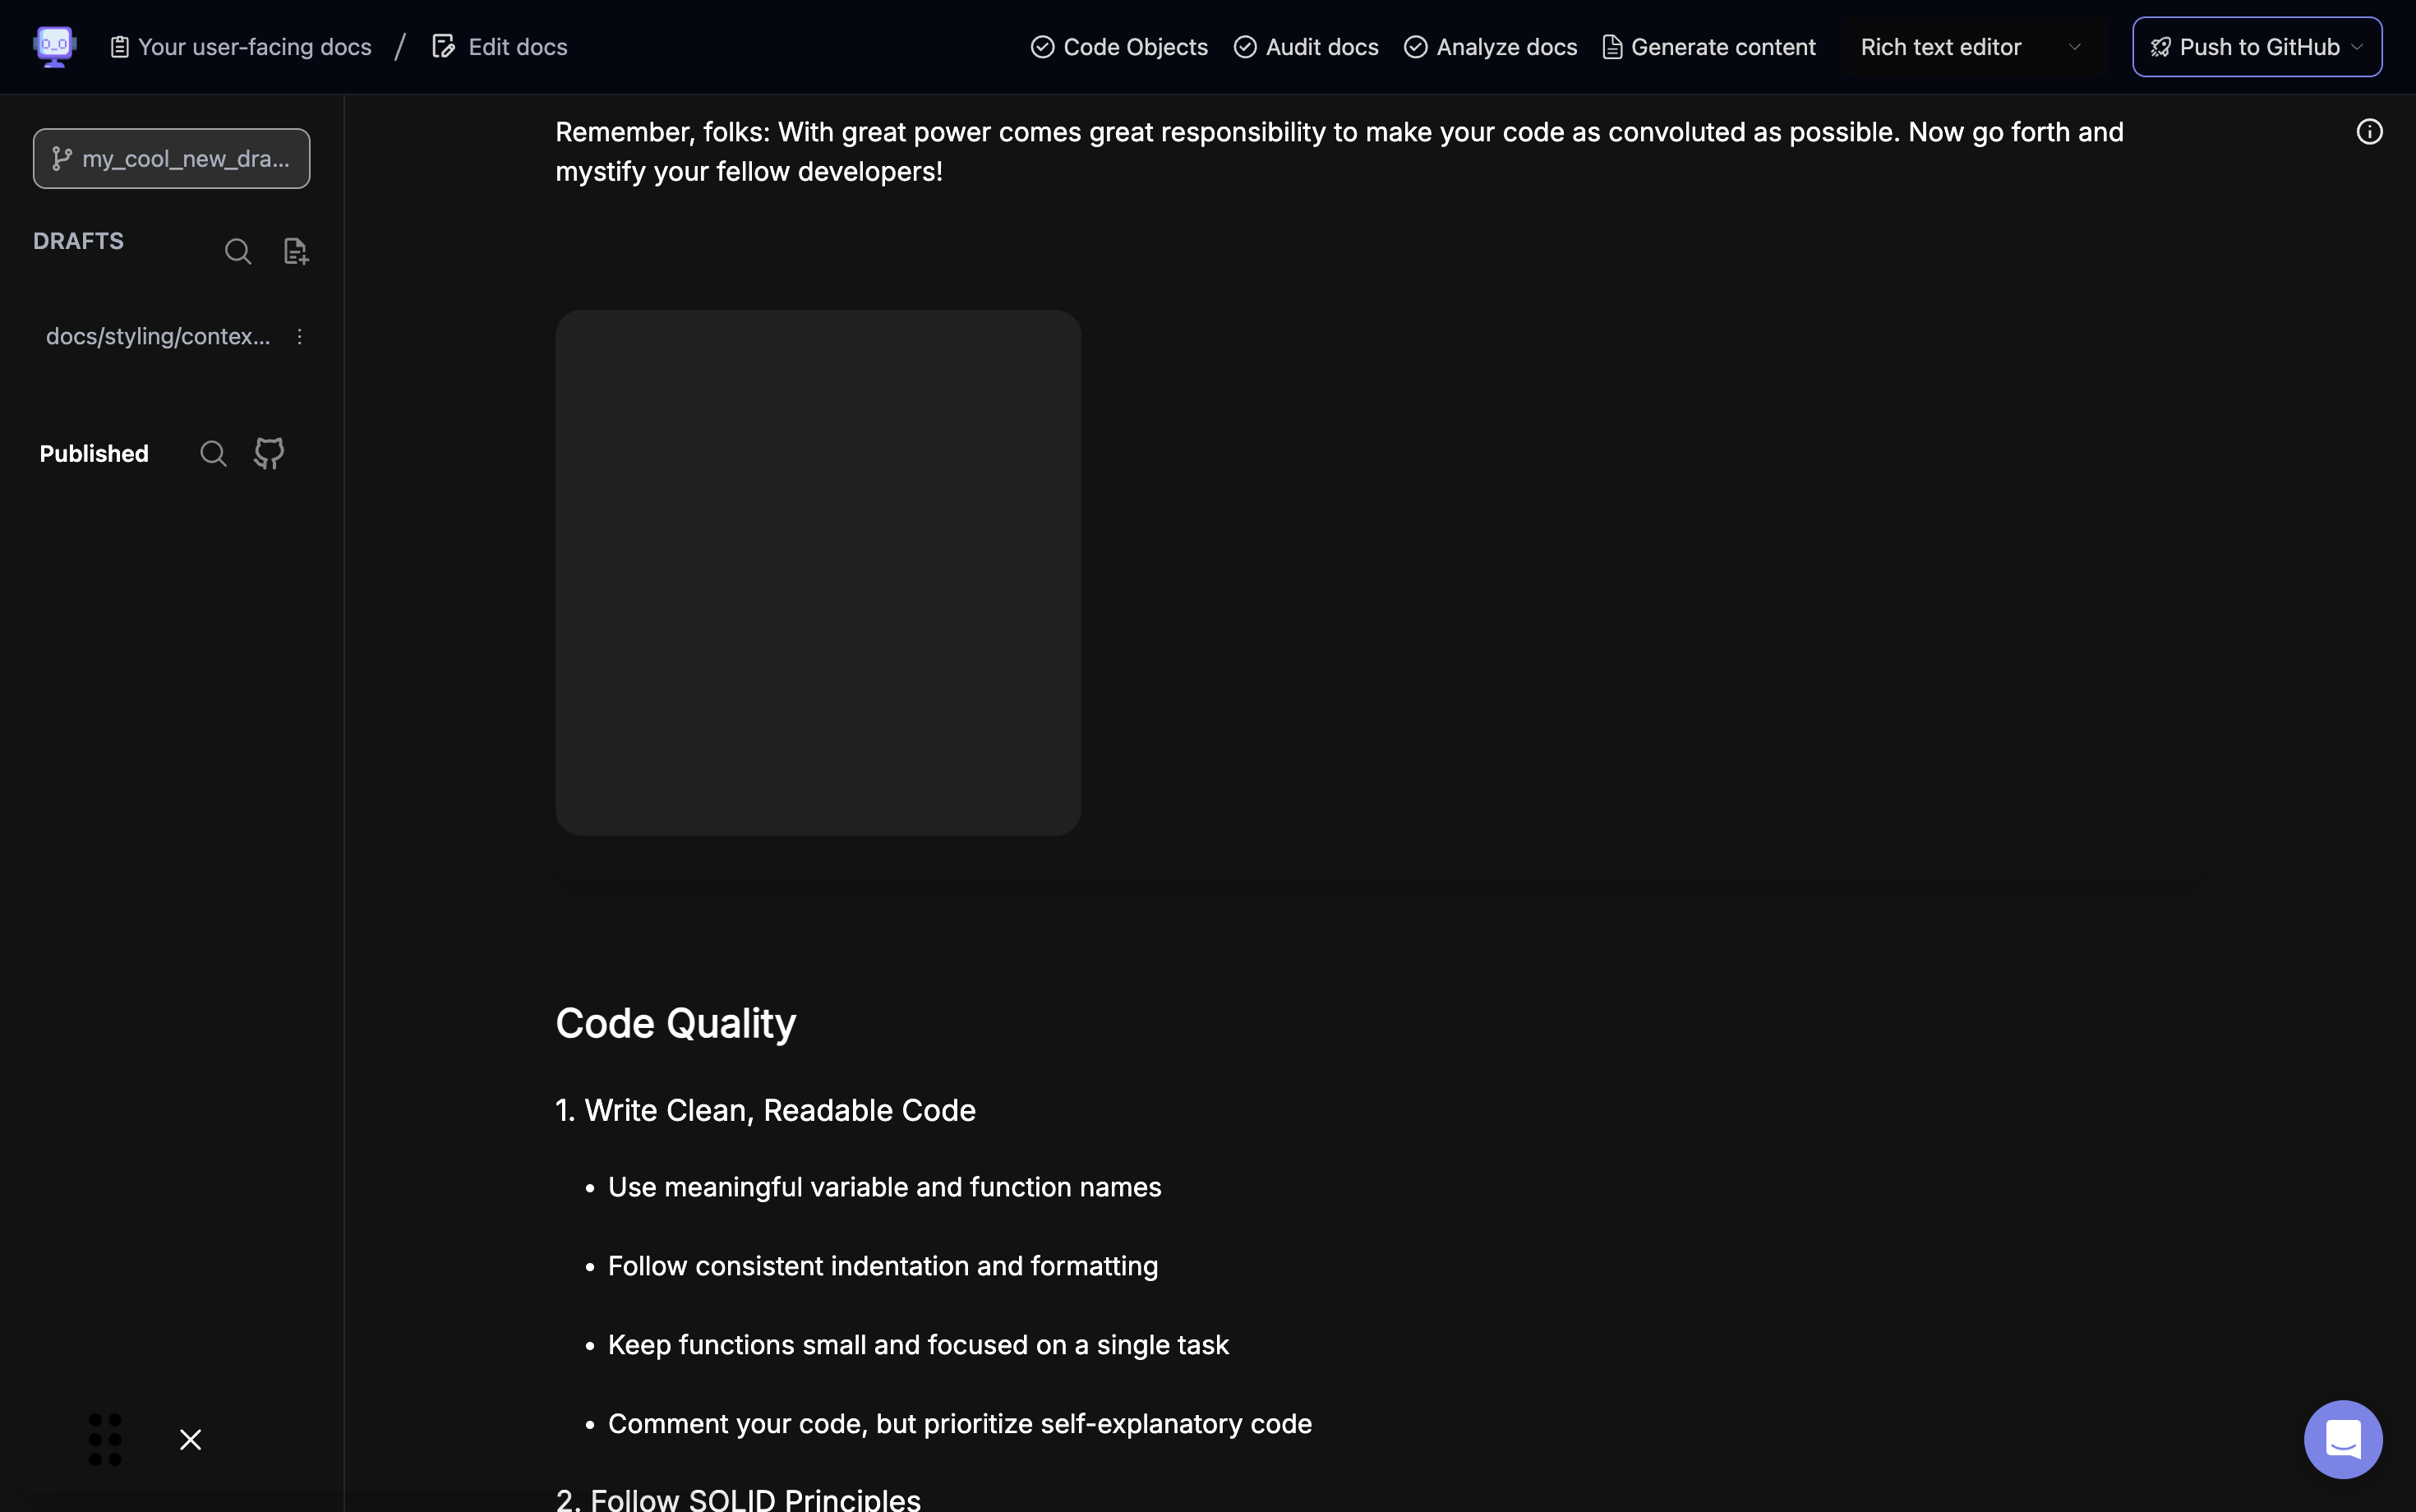 Your user-facing docs / Edit docs
Code Objects Audit docs Analyze docs Generate content Rich text editor Push to GitHub
my_cool_new_dra...
DRAFTS
docs/styling/contex...
Published
Remember, folks: With great power comes great responsibility to make your code as convoluted as possible. Now go forth and
mystify your fellow developers!
Code Quality
1. Write Clean, Readable Code
• Use meaningful variable and function names
• Follow consistent indentation and formatting
• Keep functions small and focused on a single task
• Comment your code, but prioritize self-explanatory code
2. Follow SOLID Principles